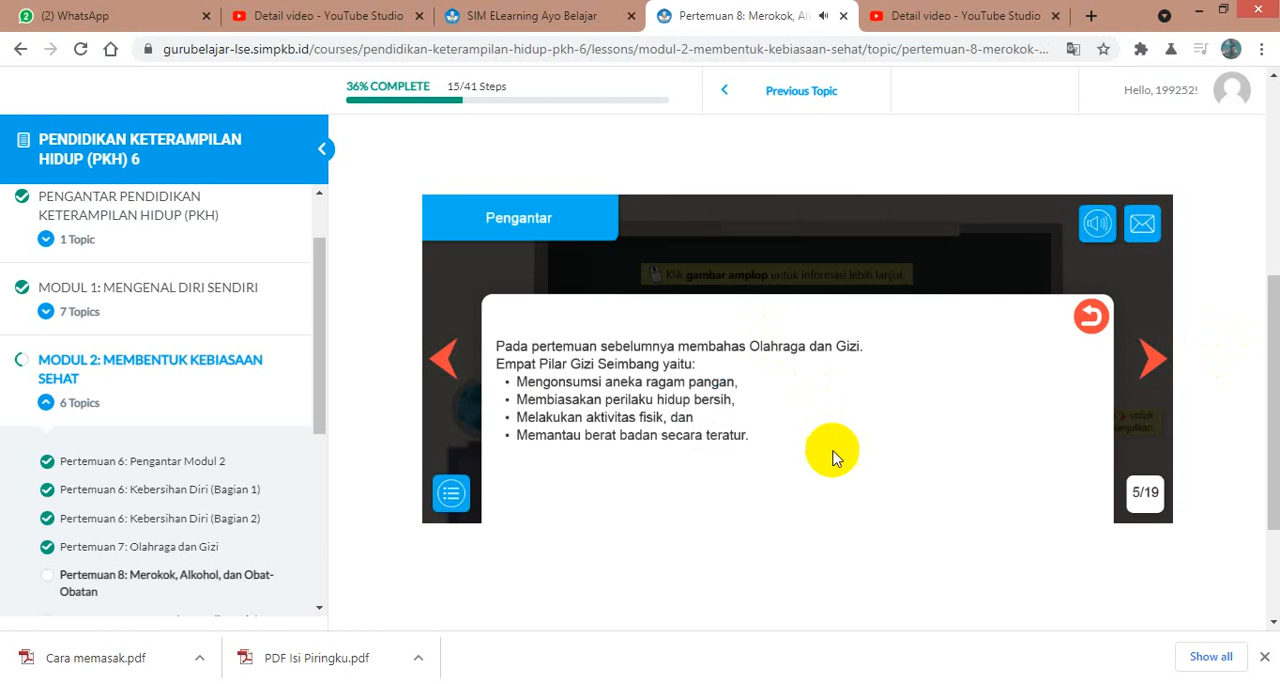 (2) WhatsApp
Detail video - YouTube Studio
SIM ELearning Ayo Belajar
Pertemuan 8: Merokok, Al
Detail video - YouTube Studio
gurubelajar-lse.simpkb.id/courses/pendidikan-keterampilan-hidup-pkh-6/lessons/modul-2-membentuk-kebiasaan-sehat/topic/pertemuan-8-merokok-...
36% COMPLETE 15/41 Steps
Previous Topic
Hello, 199252!
PENDIDIKAN KETERAMPILAN
HIDUP (PKH) 6
PENGANTAR PENDIDIKAN
KETERAMPILAN HIDUP (PKH)
1 Topic
MODUL 1: MENGENAL DIRI SENDIRI
7 Topics
MODUL 2: MEMBENTUK KEBIASAAN
SEHAT
6 Topics
Pertemuan 6: Pengantar Modul 2
Pertemuan 6: Kebersihan Diri (Bagian 1)
Pertemuan 6: Kebersihan Diri (Bagian 2)
Pertemuan 7: Olahraga dan Gizi
Pertemuan 8: Merokok, Alkohol, dan Obat-
Obatan
Pengantar
Klik gambar amplop untuk informasi lebih lanjut.
Pada pertemuan sebelumnya membahas Olahraga dan Gizi.
Empat Pilar Gizi Seimbang yaitu:
• Mengonsumsi aneka ragam pangan,
• Membiasakan perilaku hidup bersih,
• Melakukan aktivitas fisik, dan
• Memantau berat badan secara teratur.
untuk
5/19
Cara memasak.pdf
PDF Isi Piringku.pdf
Show all